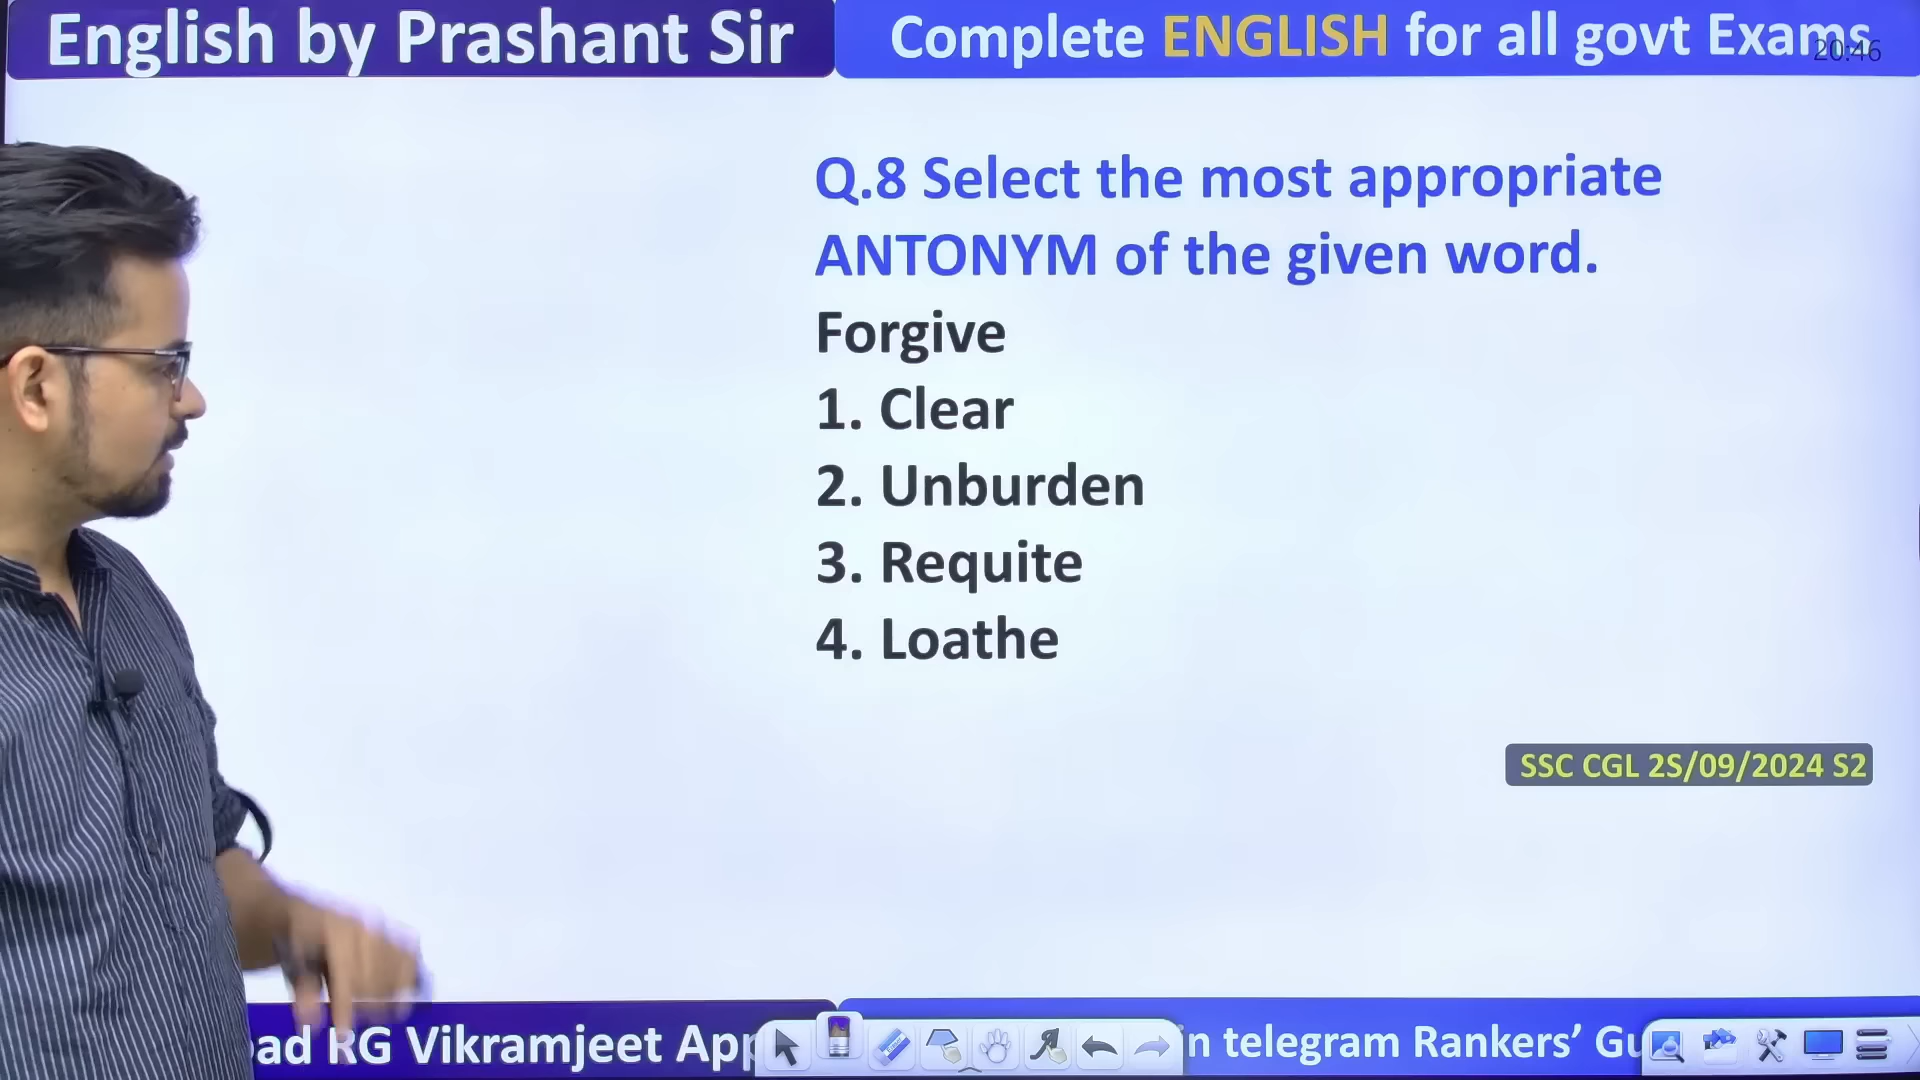 English by Prashant Sir
Complete ENGLISH for all govt Exams
20:46
Q.8 Select the most appropriate
ANTONYM of the given word.
Forgive
1. Clear
2. Unburden
3. Requite
4. Loathe
SSC CGL 2S/09/2024 S2
RG Vikramjeet App
in telegram Rankers’ Gu